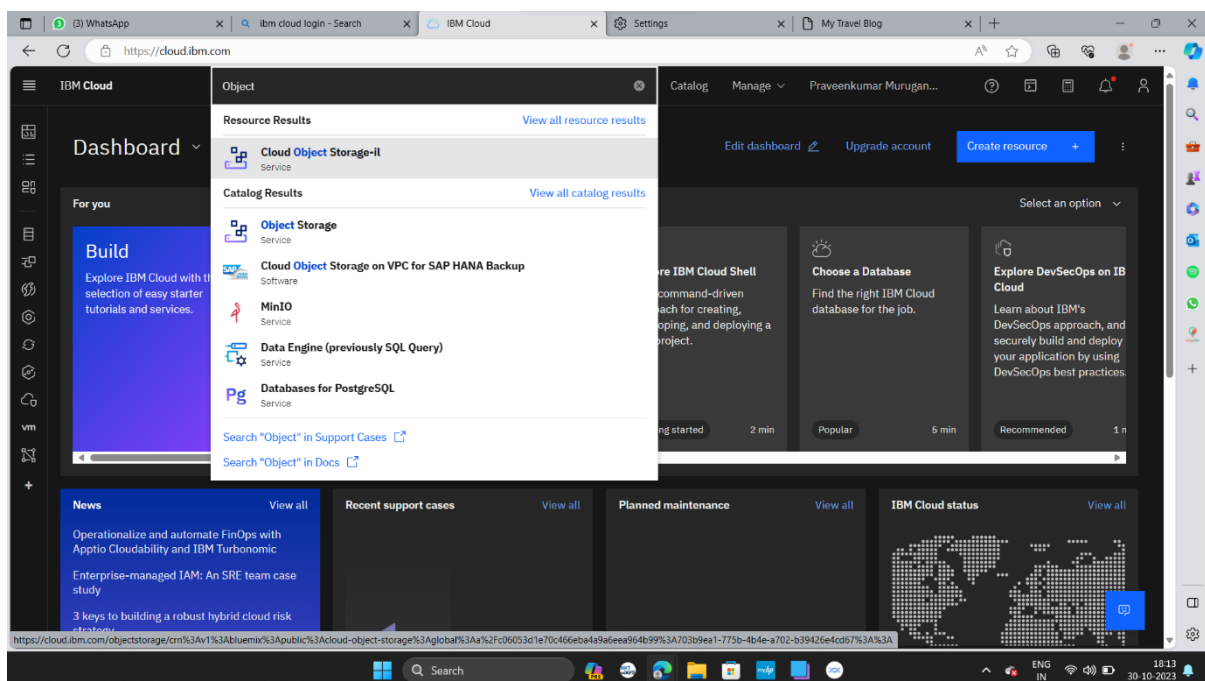 (3) WhatsApp
ibm cloud login - Search
IBM Cloud
Settings
My Travel Blog
https://cloud.ibm.com
IBM Cloud
Object
Catalog
Manage
Praveenkumar Murugan...
Resource Results
View all resource results
Cloud Object Storage-il
Service
Catalog Results
View all catalog results
Object Storage
Service
Cloud Object Storage on VPC for SAP HANA Backup
Software
MinIO
Service
Data Engine (previously SQL Query)
Service
Pg
Databases for PostgreSQL
Service
Search "Object" in Support Cases
Search "Object" in Docs
Dashboard
Edit dashboard
Upgrade account
Create resource +
For you
Select an option
Build
Explore IBM Cloud with th
selection of easy starter
tutorials and services.
re IBM Cloud Shell
command-driven
ach for creating,
oping, and deploying a
project.
ng started
2 min
Choose a Database
Find the right IBM Cloud
database for the job.
Popular
5 min
Explore DevSecOps on IB
Cloud
Learn about IBM's
DevSecOps approach, and
securely build and deploy
your application by using
DevSecOps best practices.
Recommended
1 m
vm
News
View all
Operationalize and automate FinOps with
Apptio Cloudability and IBM Turbonomic
Enterprise-managed IAM: An SRE team case
study
3 keys to building a robust hybrid cloud risk
strategy
Recent support cases
View all
Planned maintenance
View all
IBM Cloud status
View all
https://cloud.ibm.com/objectstorage/crn%3Av1%3Abluemix%3Apublic%3Acloud-object-storage%3Aglobal%3Aa%2Fc06053d1e70c466eba4a9a6eea964b99%3A703b9ea1-775b-4b4e-a702-b39426e4cd67%3A%3A
Search
ENG
IN
18:13
30-10-2023